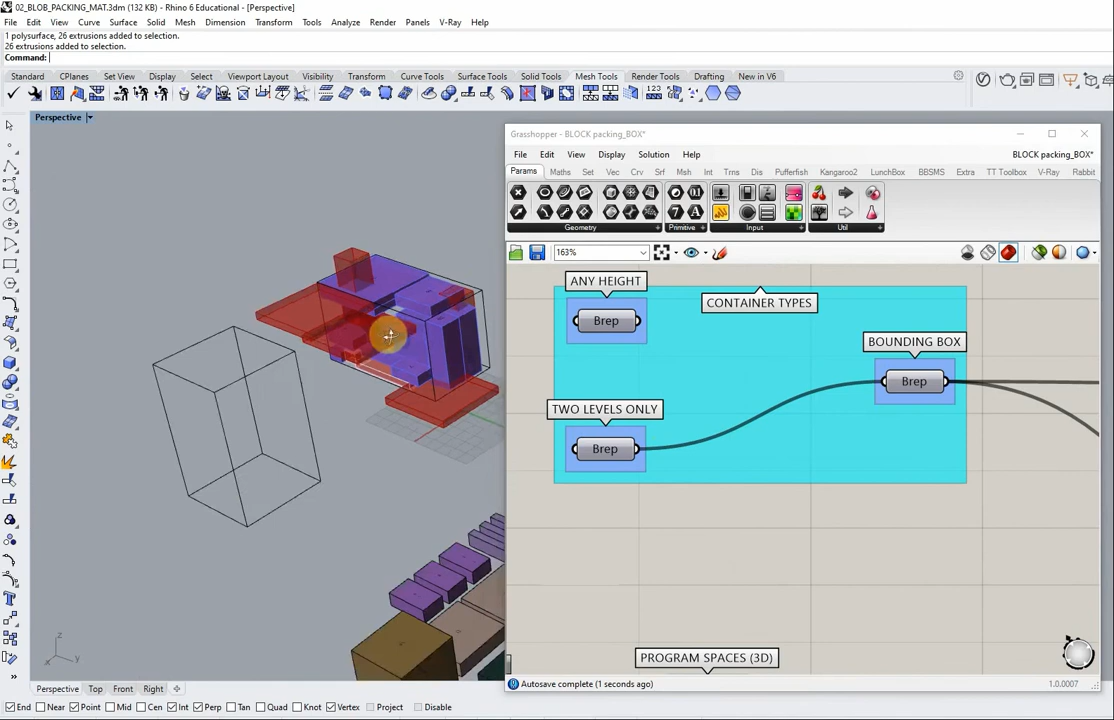 02_BLOB_PACKING_MAT.3dm (132 KB) - Rhino 6 Educational - [Perspective]
File Edit View Curve Surface Solid Mesh Dimension Transform Tools Analyze Render Panels V-Ray Help
1 polysurface, 26 extrusions added to selection.
26 extrusions added to selection.
Command:
Standard CPlanes Set View Display Select Viewport Layout Visibility Transform Curve Tools Surface Tools Solid Tools Mesh Tools Render Tools Drafting New in V6
Perspective
Grasshopper - BLOCK packing_BOX*
File Edit View Display Solution Help BLOCK packing_BOX*
Params Maths Set Vec Crv Srf Msh Int Trns Dis Pufferfish Kangaroo2 LunchBox BBSMS Extra TT Toolbox V-Ray Rabbit
Geometry Primitive Input Util
163%
ANY HEIGHT
CONTAINER TYPES
Brep
BOUNDING BOX
Brep
TWO LEVELS ONLY
Brep
PROGRAM SPACES (3D)
z
x y
Autosave complete (1 seconds ago) 1.0.0007
Perspective Top Front Right
End Near Point Mid Cen Int Perp Tan Quad Knot Vertex Project Disable